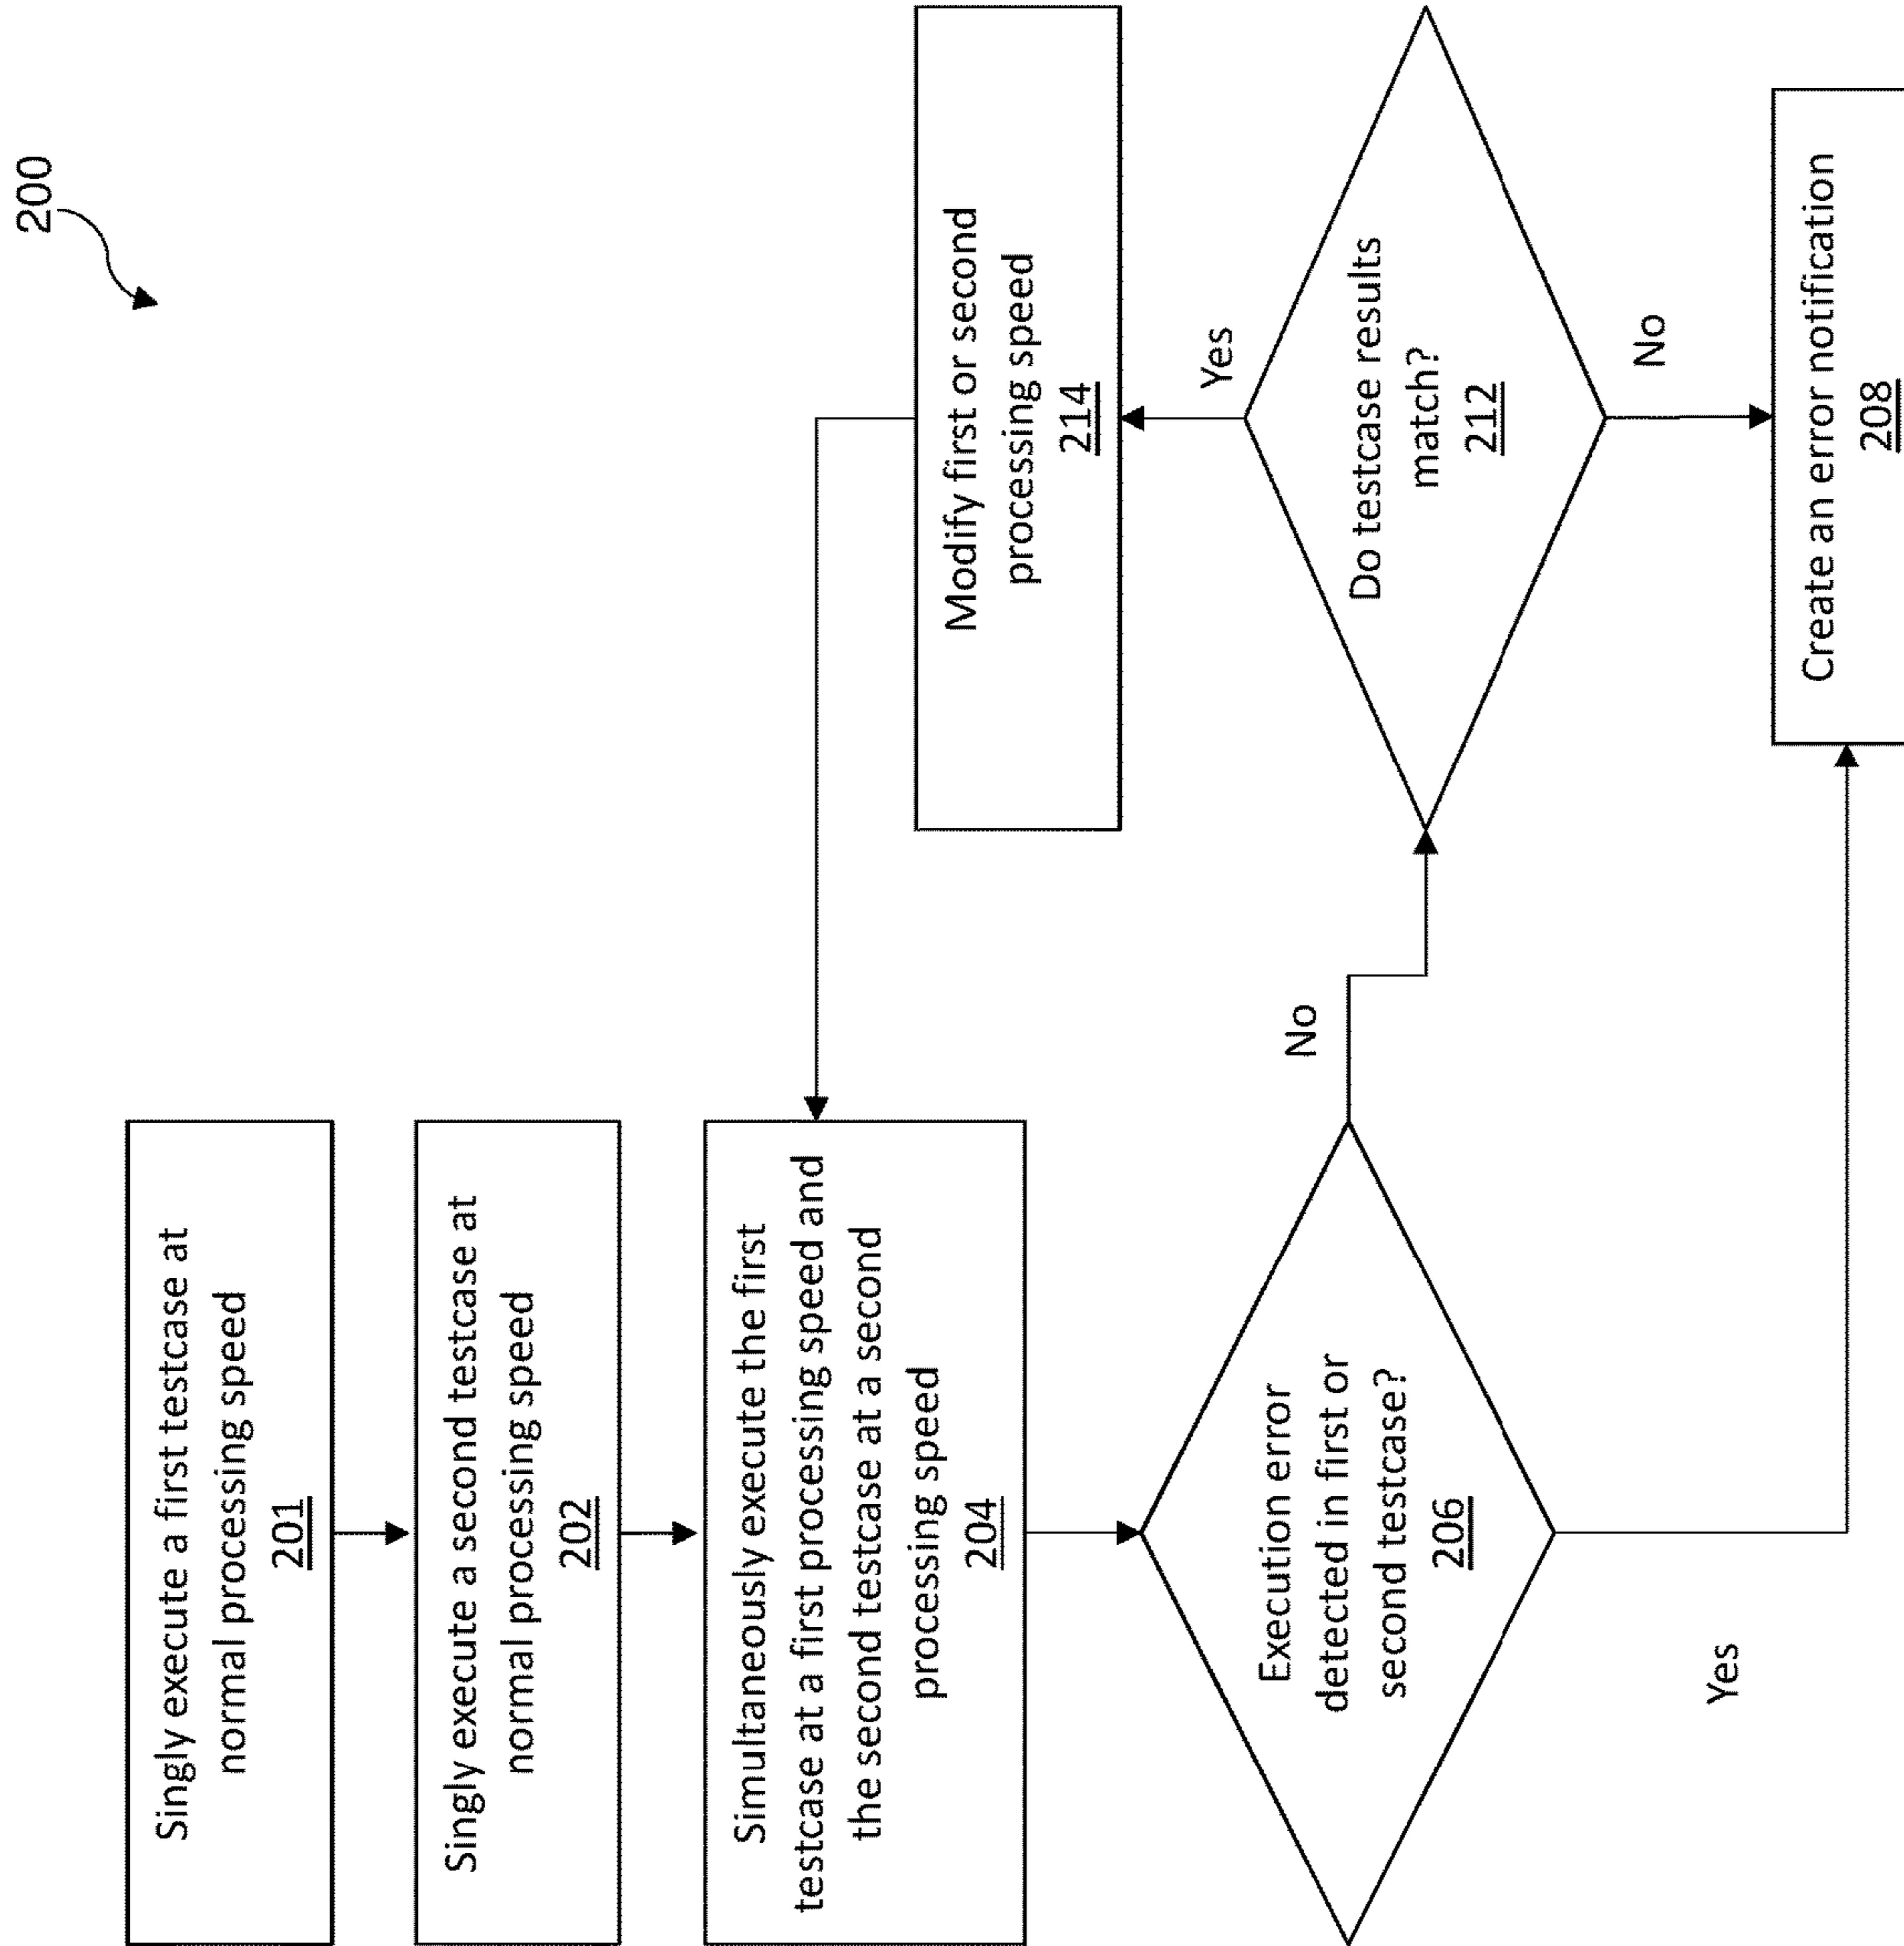 200
Singly execute a first testcase at
normal processing speed
201
Singly execute a second testcase at
normal processing speed
202
Simultaneously execute the first
testcase at a first processing speed and
the second testcase at a second
processing speed
204
Execution error
detected in first or
second testcase?
206
No
Yes
Modify first or second
processing speed
214
Yes
Do testcase results
match?
212
No
Create an error notification
208